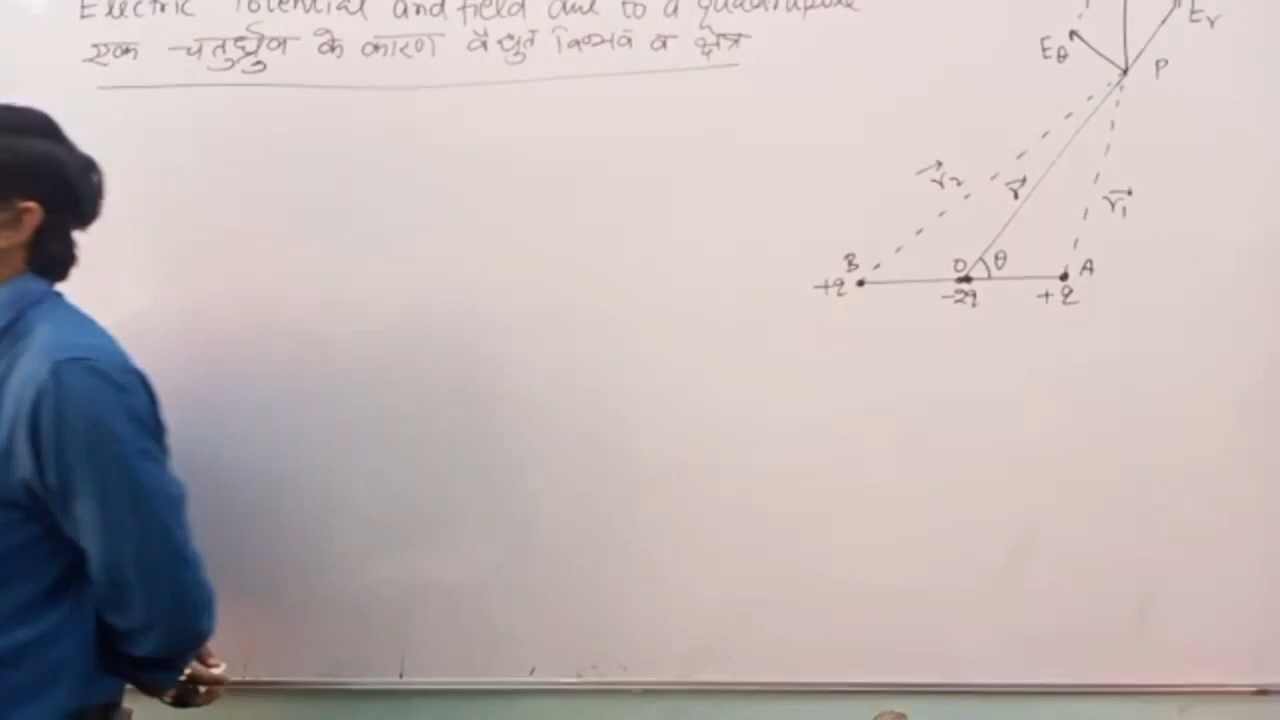 Electric Potential and field due to a quadrupole
एक चतुर्ध्रुव के कारण वैद्युत विभव व क्षेत्र
Er
Eθ
P
r2
r
r1
B
O
θ
A
+q
-2q
+q